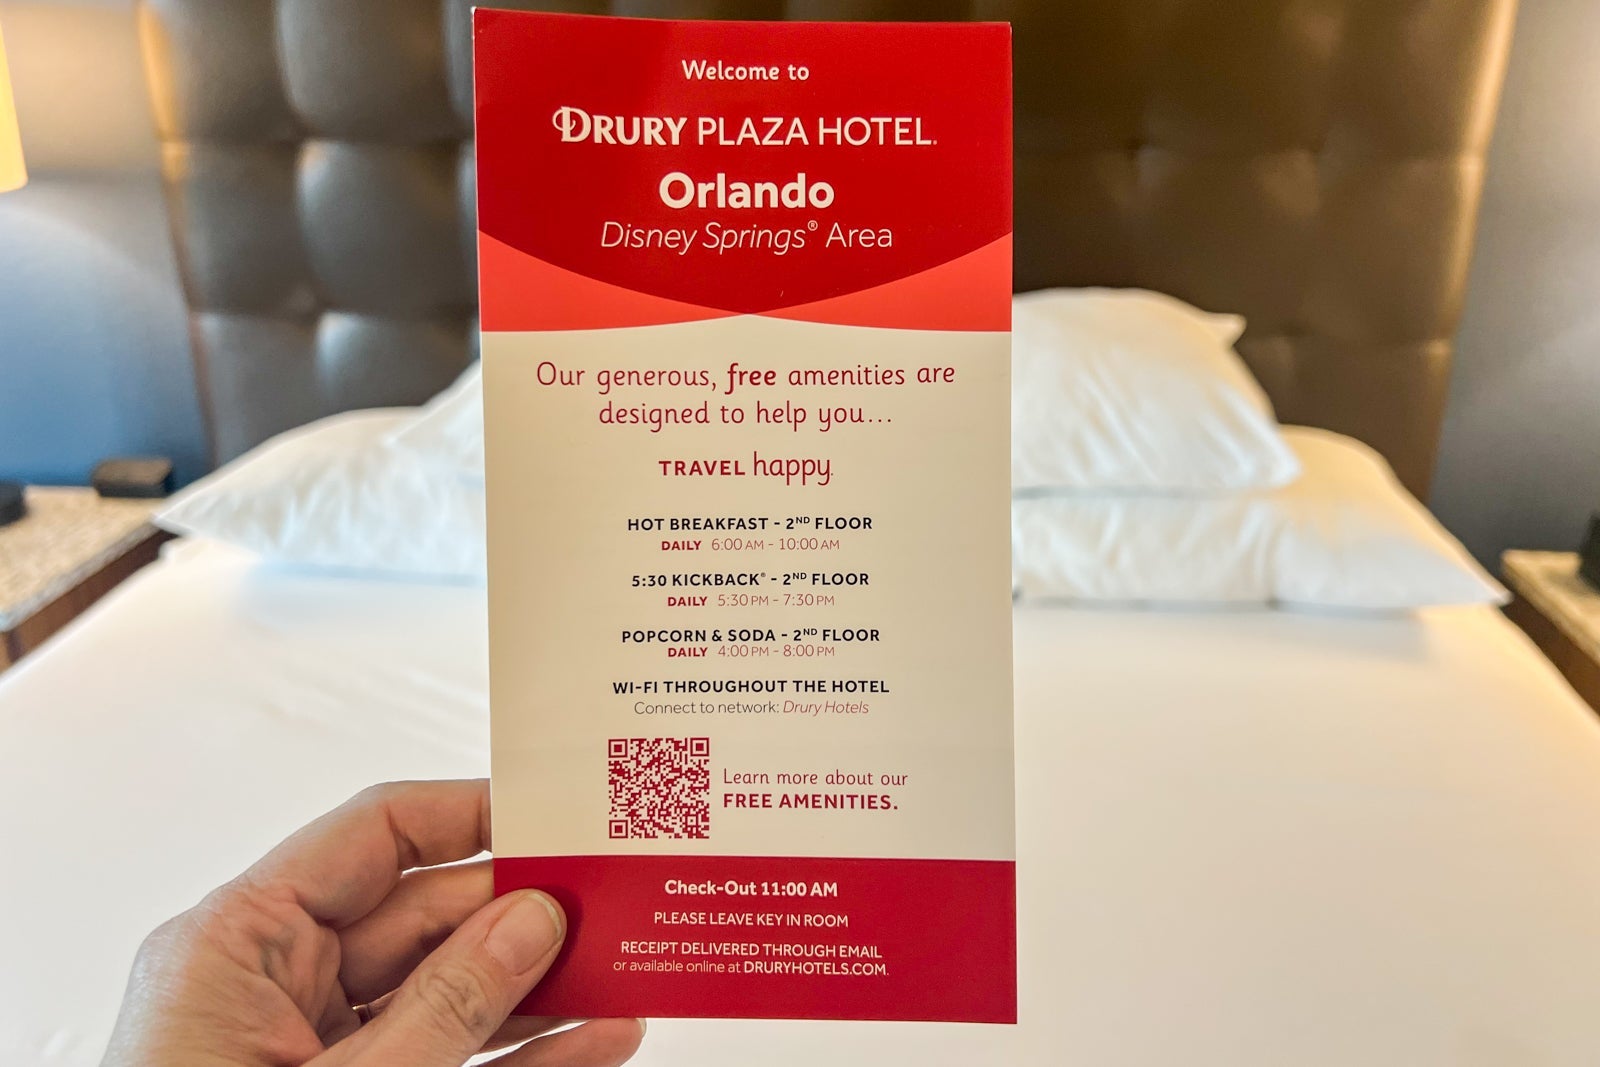 Welcome to
DRURY PLAZA HOTEL.
Orlando
Disney Springs® Area
Our generous, free amenities are
designed to help you...
TRAVEL happy.
HOT BREAKFAST - 2ND FLOOR
DAILY 6:00 AM - 10:00 AM
5:30 KICKBACK® - 2ND FLOOR
DAILY 5:30 PM - 7:30 PM
POPCORN & SODA - 2ND FLOOR
DAILY 4:00 PM - 8:00 PM
WI-FI THROUGHOUT THE HOTEL
Connect to network: Drury Hotels
Learn more about our
FREE AMENITIES.
Check-Out 11:00 AM
PLEASE LEAVE KEY IN ROOM
RECEIPT DELIVERED THROUGH EMAIL
or available online at DRURYHOTELS.COM.